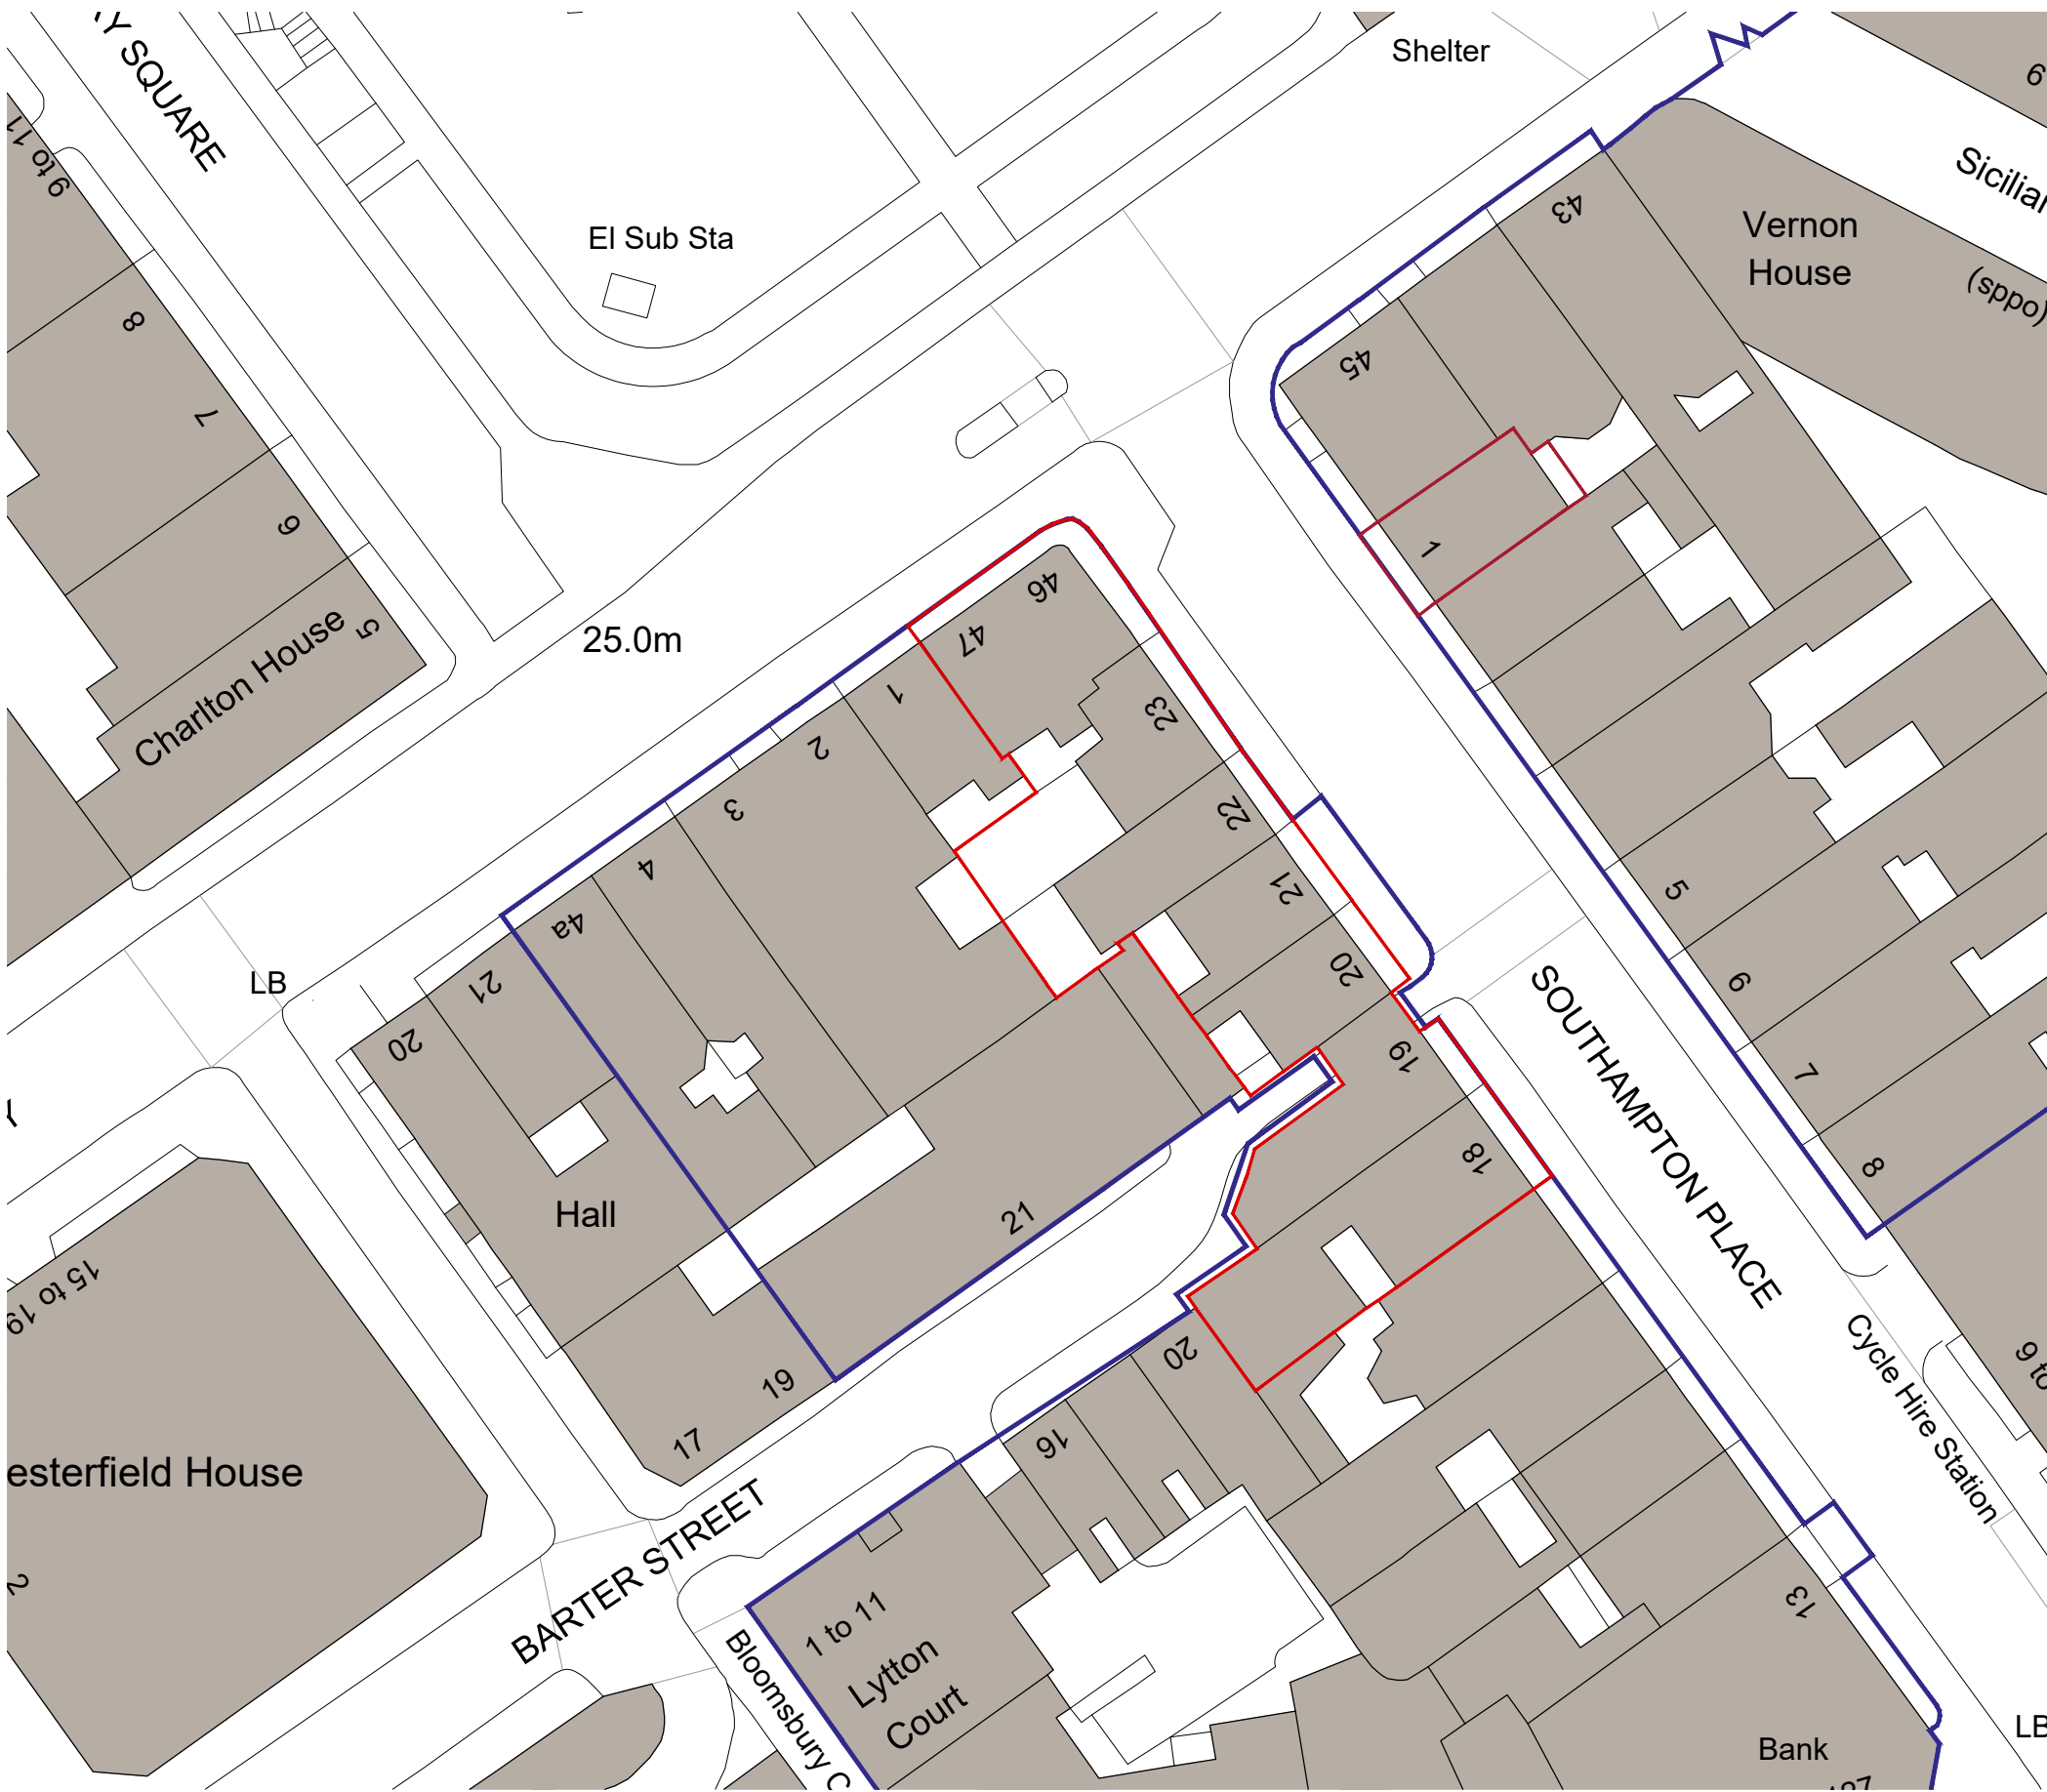 Y SQUARE
Shelter
9 to 11
El Sub Sta
Vernon
House
Sicilian
(sppo)
6
43
45
1
8
7
6
5
Charlton House
25.0m
46
47
1
2
3
4
4a
21
20
23
22
21
20
19
18
LB
Hall
21
19
17
15 to 19
esterfield House
2
Y
BARTER STREET
SOUTHAMPTON PLACE
5
6
7
8
9 to
Cycle Hire Station
20
16
1 to 11
Lytton
Court
Bloomsbury C
13
Bank
LB